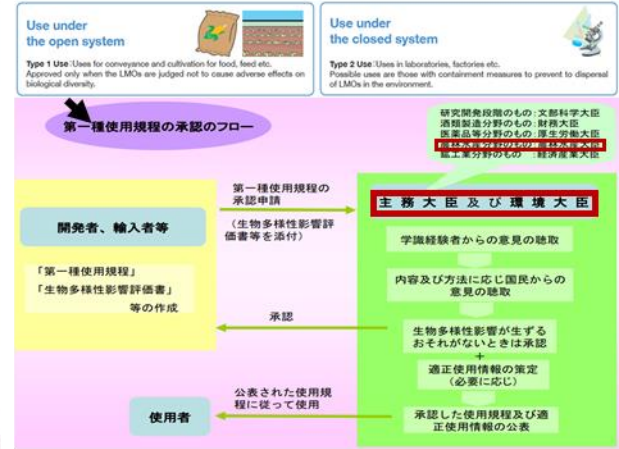 Use under
the open system
Type 1 Use:Uses for conveyance and cultivation for food, feed etc.
Approved only when the LMOs are judged not to cause adverse effects on
biological diversity.
Use under
the closed system
Type 2 Use:Uses in laboratories, factories etc.
Possible uses are those with containment measures to prevent to dispersal
of LMOs in the environment.
第一種使用規程の承認のフロー
研究開発段階のもの:文部科学大臣
酒類製造分野のもの:財務大臣
医薬品等分野のもの:厚生労働大臣
農林水産分野のもの:農林水産大臣
鉱工業分野のもの :経済産業大臣
開発者、輸入者等
「第一種使用規程」
「生物多様性影響評価書」
等の作成
第一種使用規程の
承認申請
(生物多様性影響評
価書等を添付)
主務大臣及び環境大臣
学識経験者からの意見の聴取
内容及び方法に応じ国民からの
意見の聴取
承認
生物多様性影響が生ずる
おそれがないときは承認
+
適正使用情報の策定
(必要に応じ)
公表された使用規
程に従って使用
使用者
承認した使用規程及び適
正使用情報の公表